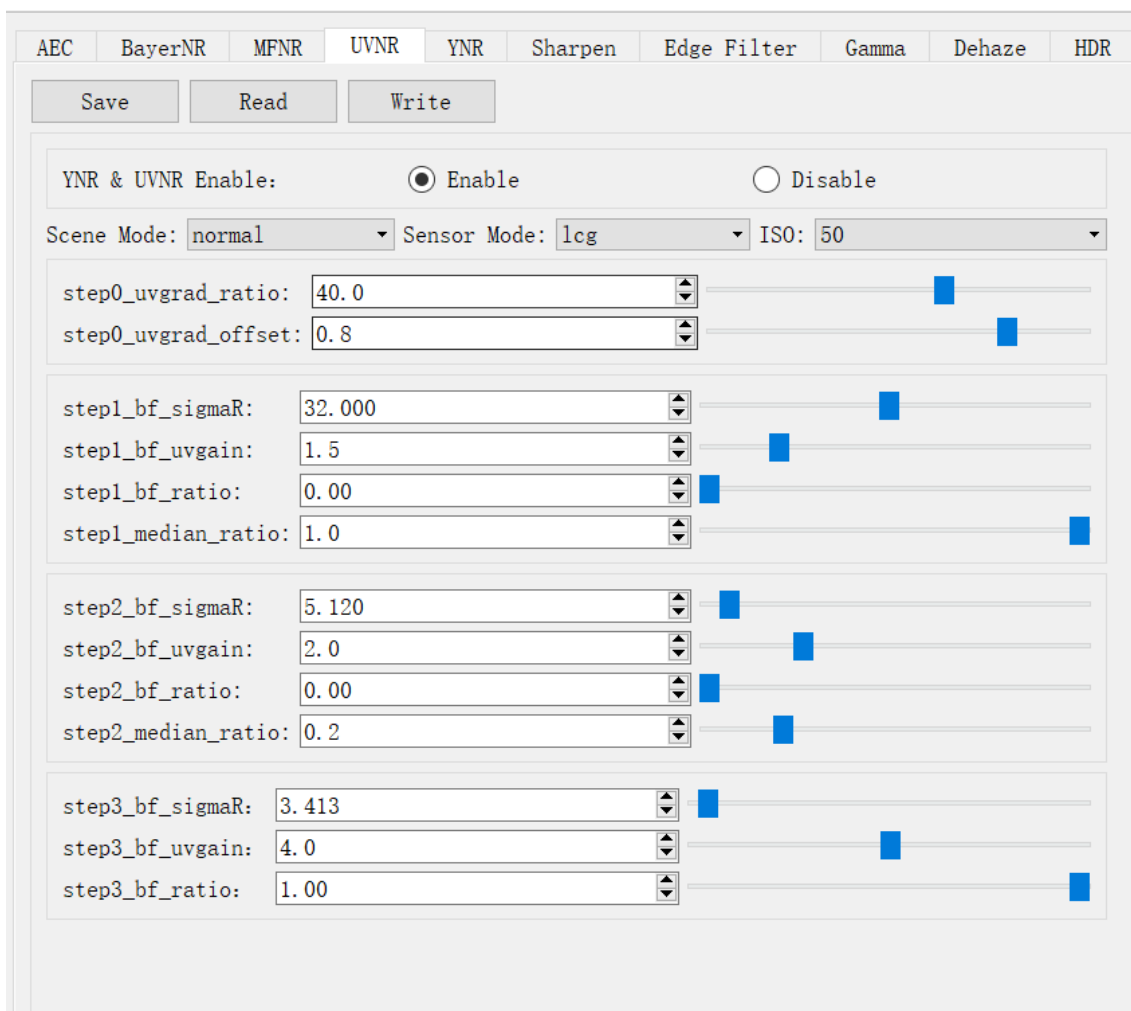 AEC BayerNR MFNR UVNR YNR Sharpen Edge Filter Gamma Dehaze HDR
Save Read Write
YNR & UVNR Enable: Enable Disable
Scene Mode: normal Sensor Mode: lcg ISO: 50
step0_uvgrad_ratio: 40.0
step0_uvgrad_offset: 0.8
step1_bf_sigmaR: 32.000
step1_bf_uvgain: 1.5
step1_bf_ratio: 0.00
step1_median_ratio: 1.0
step2_bf_sigmaR: 5.120
step2_bf_uvgain: 2.0
step2_bf_ratio: 0.00
step2_median_ratio: 0.2
step3_bf_sigmaR: 3.413
step3_bf_uvgain: 4.0
step3_bf_ratio: 1.00